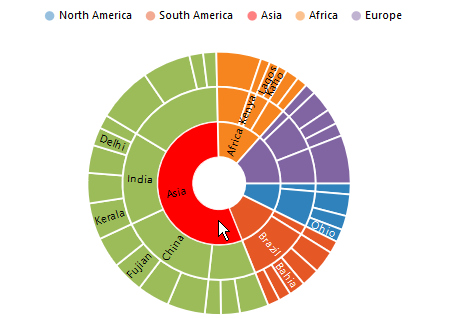 North America South America Asia Africa Europe
Lagos
Kano
Kenya
Africa
Delhi
India
Asia
Kerala
China
Fujian
Brazil
Bahia
Ohio